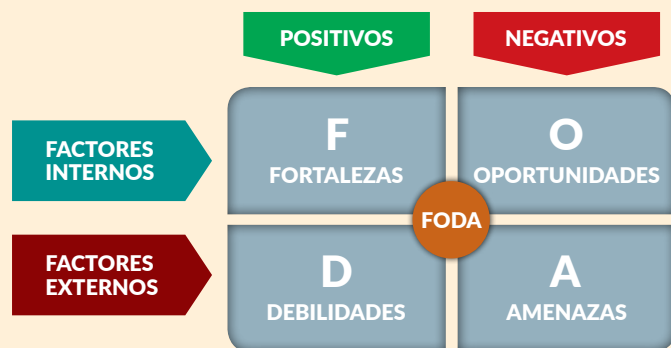 POSITIVOS
NEGATIVOS
FACTORES
INTERNOS
F
FORTALEZAS
O
OPORTUNIDADES
FODA
FACTORES
EXTERNOS
D
DEBILIDADES
A
AMENAZAS